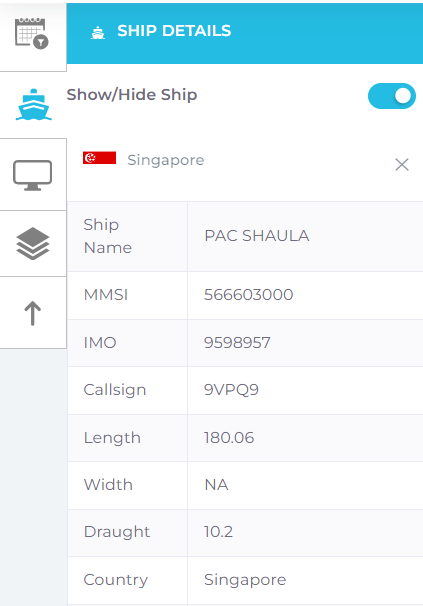 SHIP DETAILS
Show/Hide Ship
Singapore
Ship
Name
PAC SHAULA
MMSI 566603000
IMO 9598957
Callsign 9VPQ9
Length 180.06
Width NA
Draught 10.2
Country Singapore